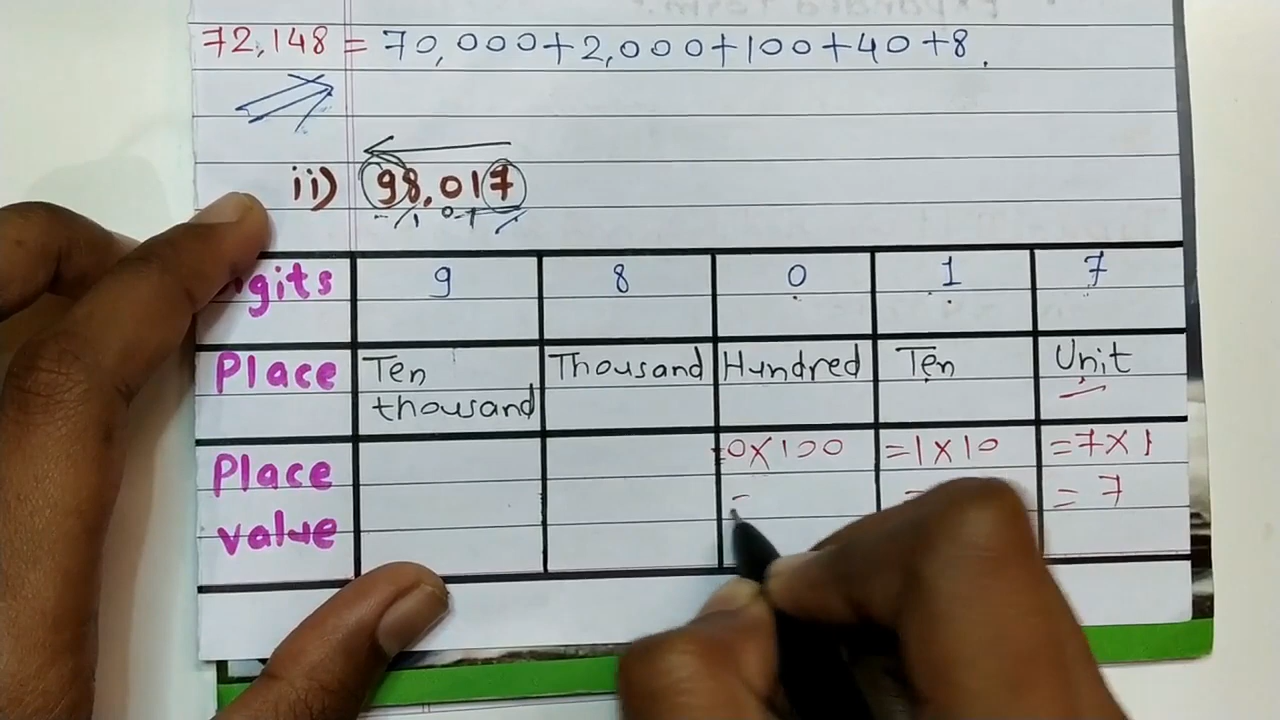 72,148 = 70,000+2,000+100+40+8.
ii) 98,017
gits 9 8 0 1 7
Place Ten thousand Thousand Hundred Ten Unit
Place value =0×100 =1×10 =7×1
= = = 7